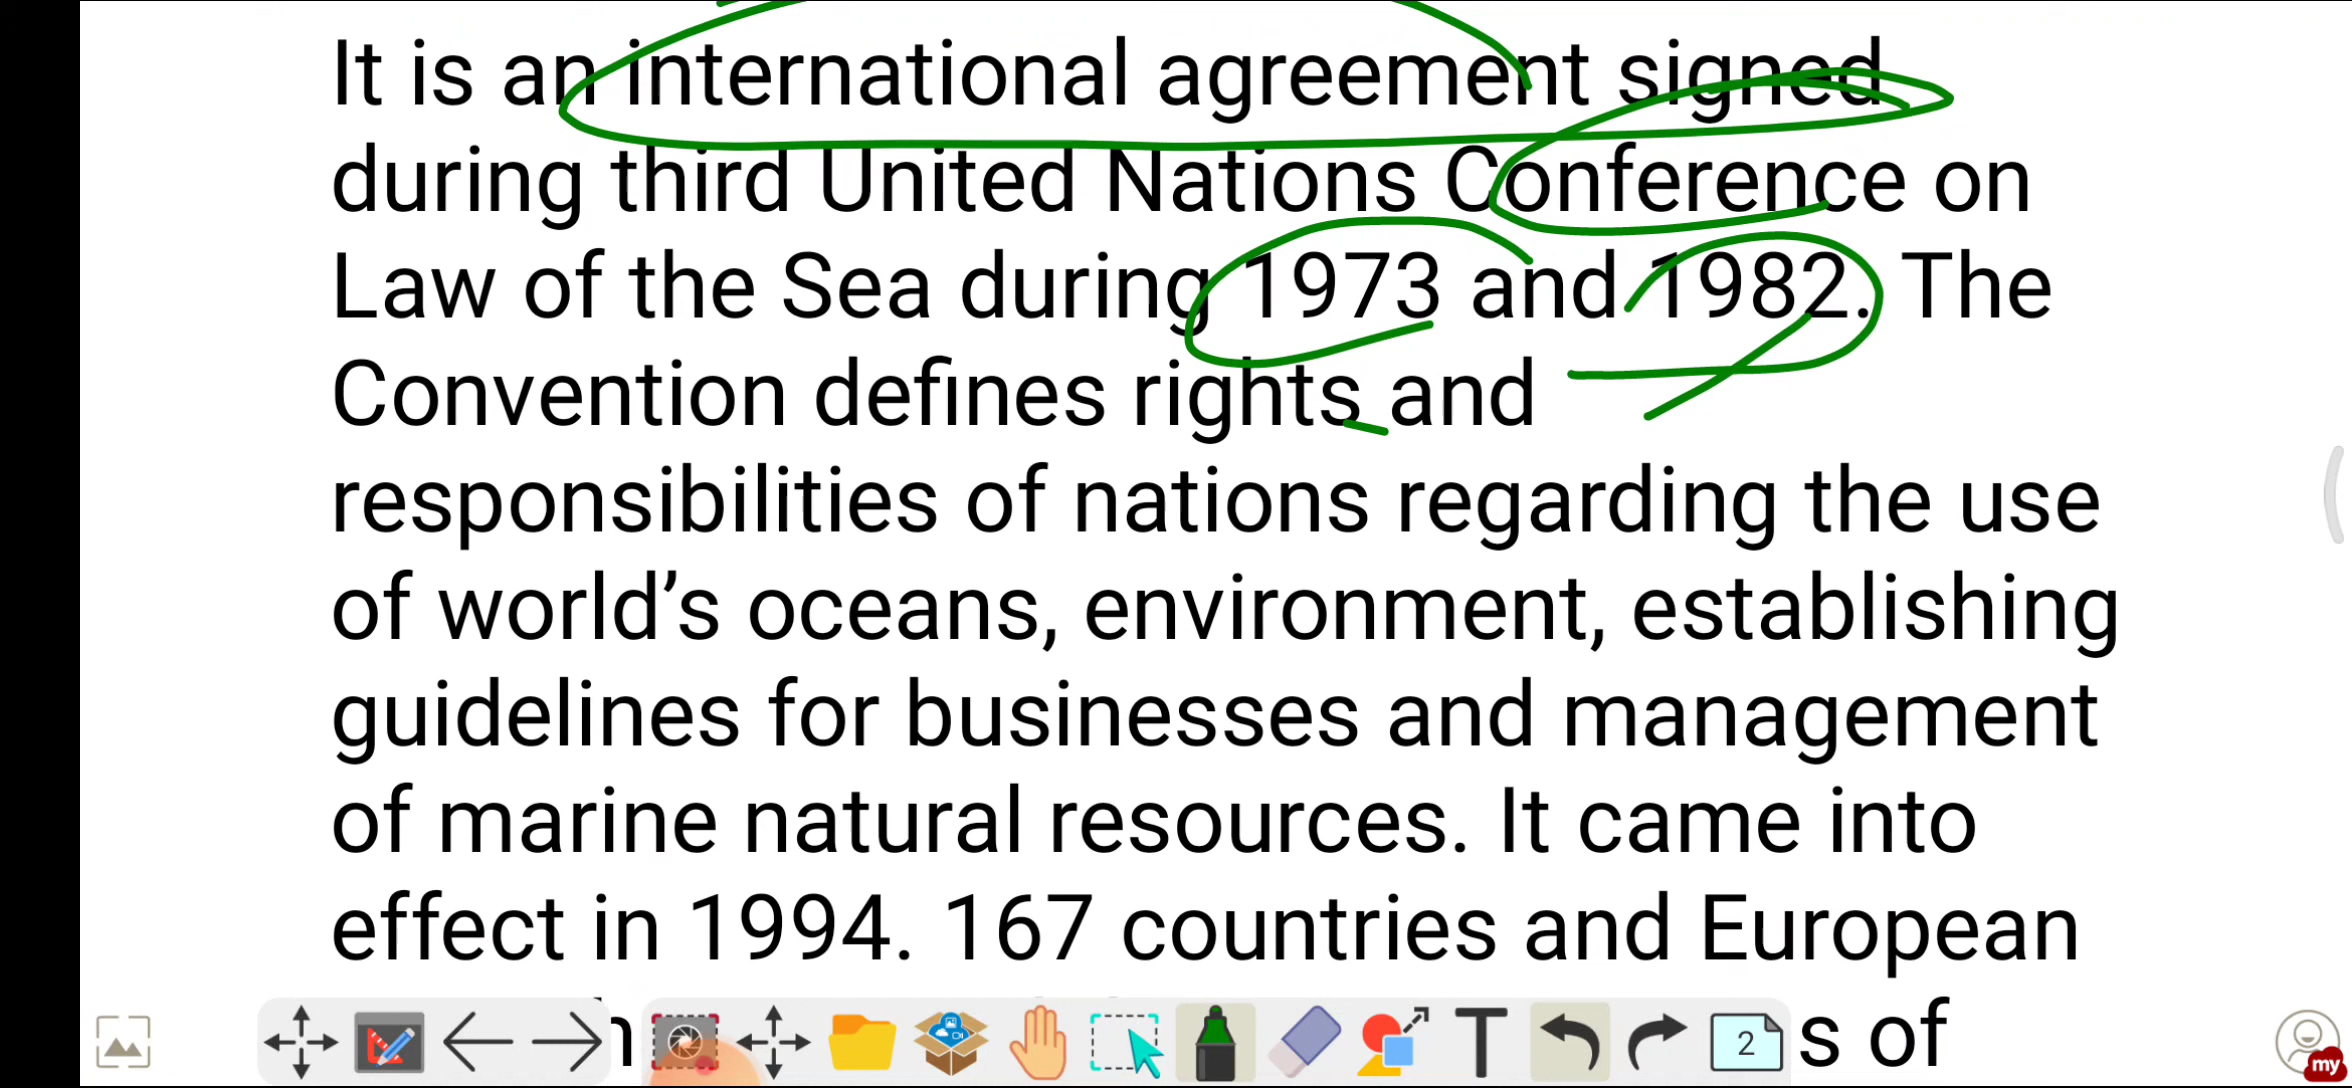 It is an international agreement signed
during third United Nations Conference on
Law of the Sea during 1973 and 1982. The
Convention defines rights and
responsibilities of nations regarding the use
of world’s oceans, environment, establishing
guidelines for businesses and management
of marine natural resources. It came into
effect in 1994. 167 countries and European
s of
T
2
my